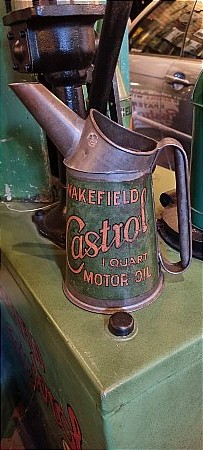 WAKEFIELD
Castrol
1 QUART
MOTOR OIL